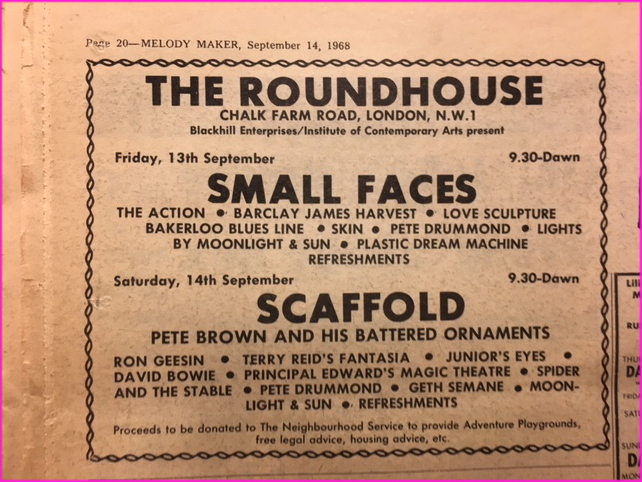 Page 20—MELODY MAKER, September 14, 1968
THE ROUNDHOUSE
CHALK FARM ROAD, LONDON, N.W.1
Blackhill Enterprises/Institute of Contemporary Arts present
Friday, 13th September 9.30-Dawn
SMALL FACES
THE ACTION • BARCLAY JAMES HARVEST • LOVE SCULPTURE
BAKERLOO BLUES LINE • SKIN • PETE DRUMMOND • LIGHTS
BY MOONLIGHT & SUN • PLASTIC DREAM MACHINE
REFRESHMENTS
Saturday, 14th September 9.30-Dawn
SCAFFOLD
PETE BROWN AND HIS BATTERED ORNAMENTS
RON GEESIN • TERRY REID'S FANTASIA • JUNIOR'S EYES •
DAVID BOWIE • PRINCIPAL EDWARD'S MAGIC THEATRE • SPIDER
AND THE STABLE • PETE DRUMMOND • GETH SEMANE • MOON-
LIGHT & SUN • REFRESHMENTS
Proceeds to be donated to The Neighbourhood Service to provide Adventure Playgrounds,
free legal advice, housing advice, etc.